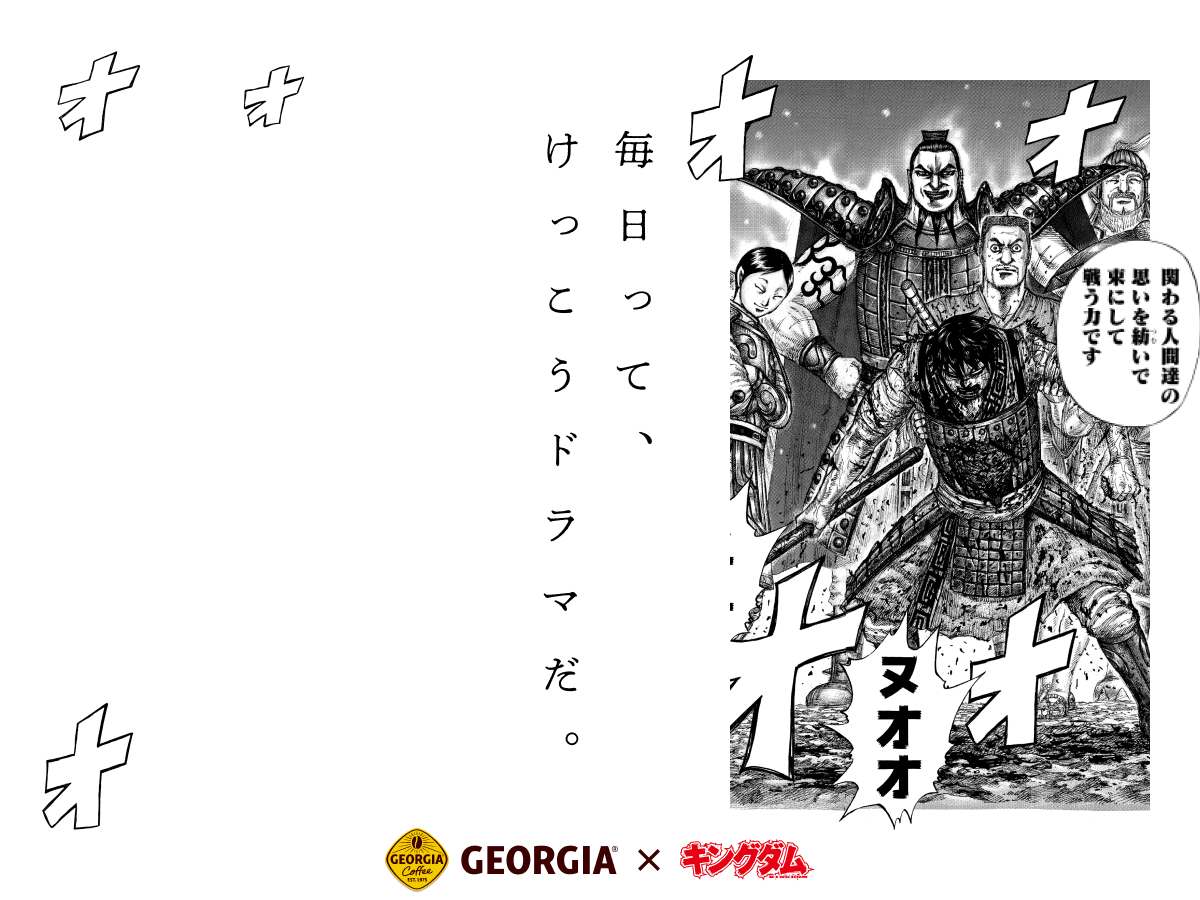 オ
オ
関わる人間達の
思いを紡いで
束にして
戦う力です
つむ
ヌオオ
オ
オ
毎日って、
けっこうドラマだ。
オ
オ
オ
GEORGIA
Coffee
EST. 1975
GEORGIA®
×
キングダム